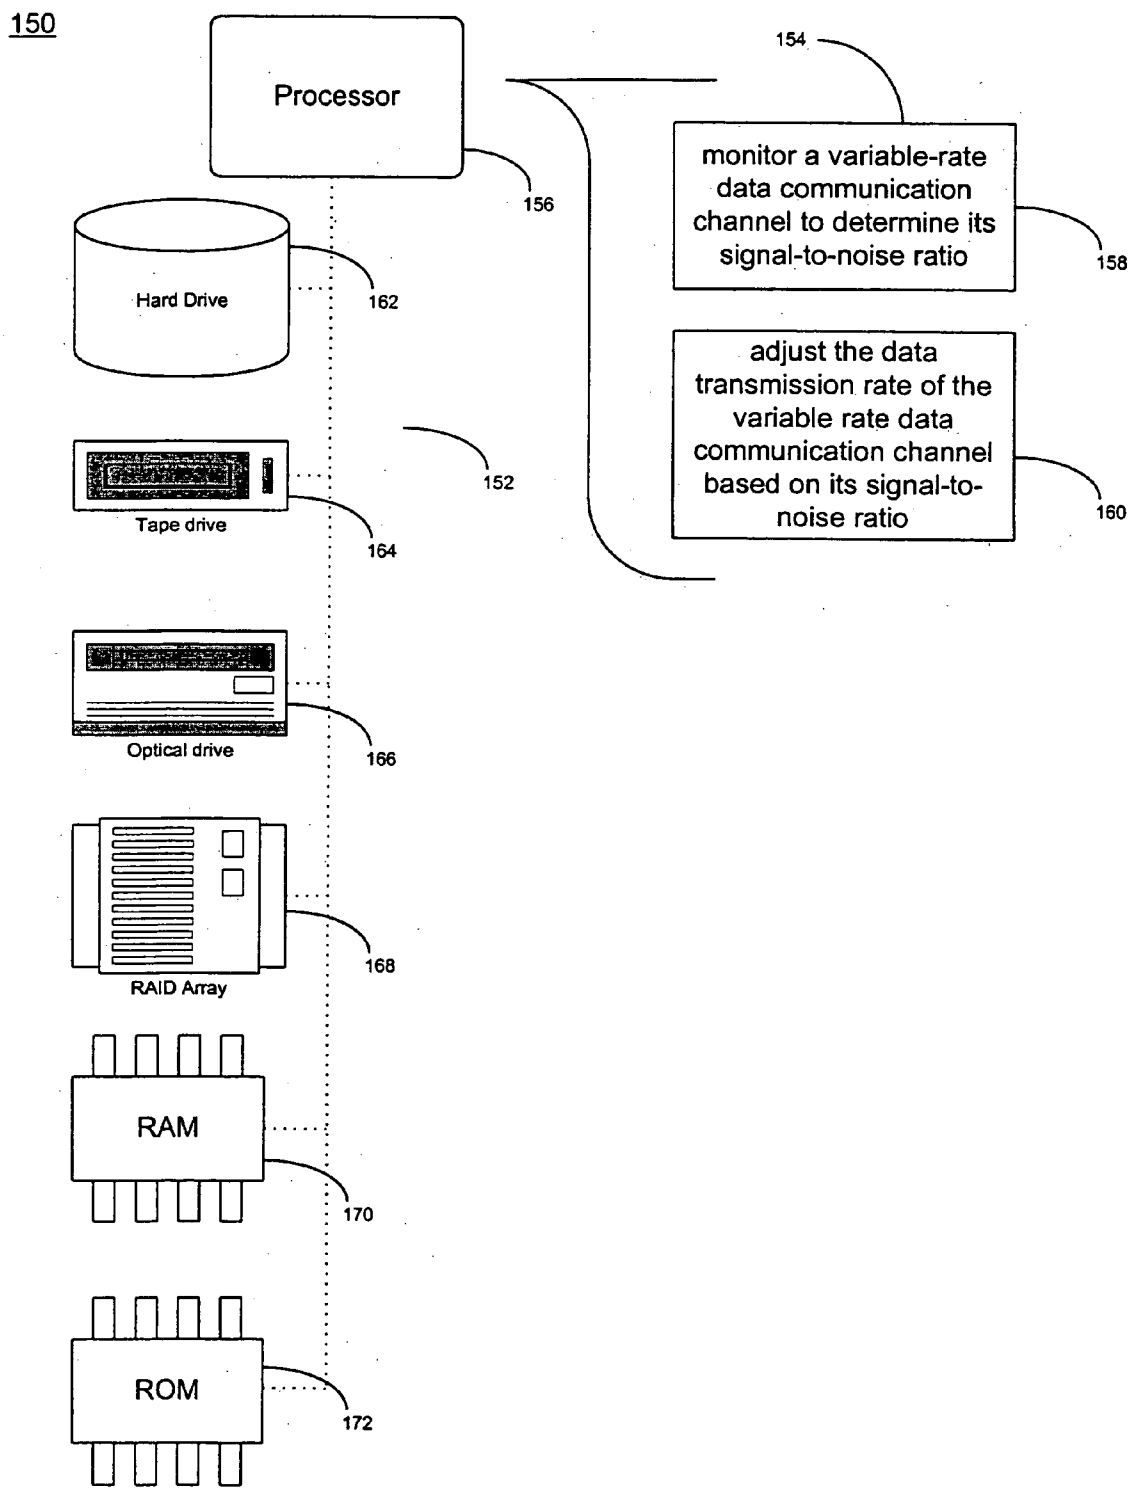 150
Processor
156
154
monitor a variable-rate
data communication
channel to determine its
signal-to-noise ratio
158
Hard Drive
162
adjust the data
transmission rate of the
variable rate data
communication channel
based on its signal-to-
noise ratio
160
152
Tape drive
164
Optical drive
166
RAID Array
168
RAM
170
ROM
172